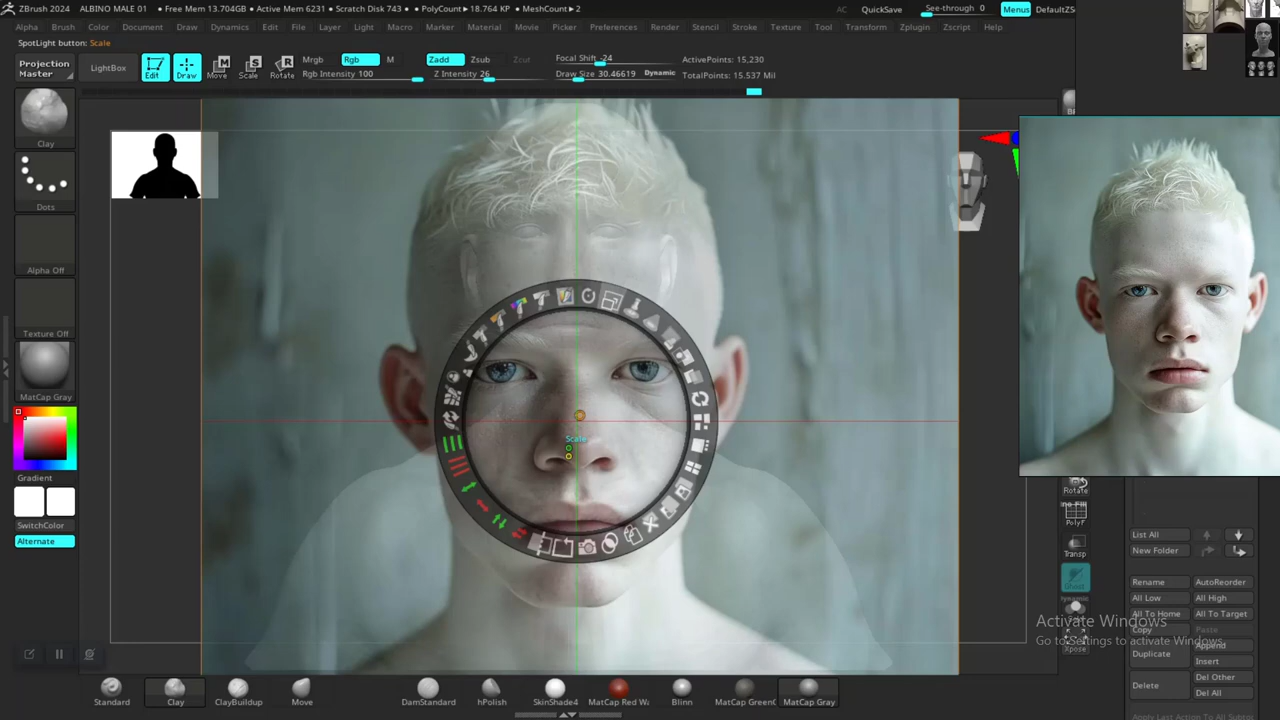 ZBrush 2024 ALBINO MALE 01 • Free Mem 13.704GB • Active Mem 6231 • Scratch Disk 743 • PolyCount▸ 18.764 KP • MeshCount▸ 2
AC QuickSave See-through 0 Menus DefaultZS
Alpha Brush Color Document Draw Dynamics Edit File Layer Light Macro Marker Material Movie Picker Preferences Render Stencil Stroke Texture Tool Transform Zplugin Zscript Help
SpotLight button: Scale
Projection Master
LightBox
Edit Draw Move Scale Rotate
Mrgb Rgb M
Rgb Intensity 100
Zadd Zsub Zcut
Z Intensity 26
Focal Shift -24
Draw Size 30.46619 Dynamic
ActivePoints: 15,230
TotalPoints: 15.537 Mil
Clay
Dots
Alpha Off
Texture Off
MatCap Gray
Gradient
SwitchColor
Alternate
Scale
Rotate
PolyF
Transp
Ghost
Xpose
List All
New Folder
Rename AutoReorder
All Low All High
All To Home All To Target
Copy Paste
Duplicate Append
Insert
Delete Del Other
Del All
Activate Windows
Go to Settings to activate Windows.
Standard Clay ClayBuildup Move DamStandard hPolish SkinShade4 MatCap Red Wa Blinn MatCap GreenC MatCap Gray